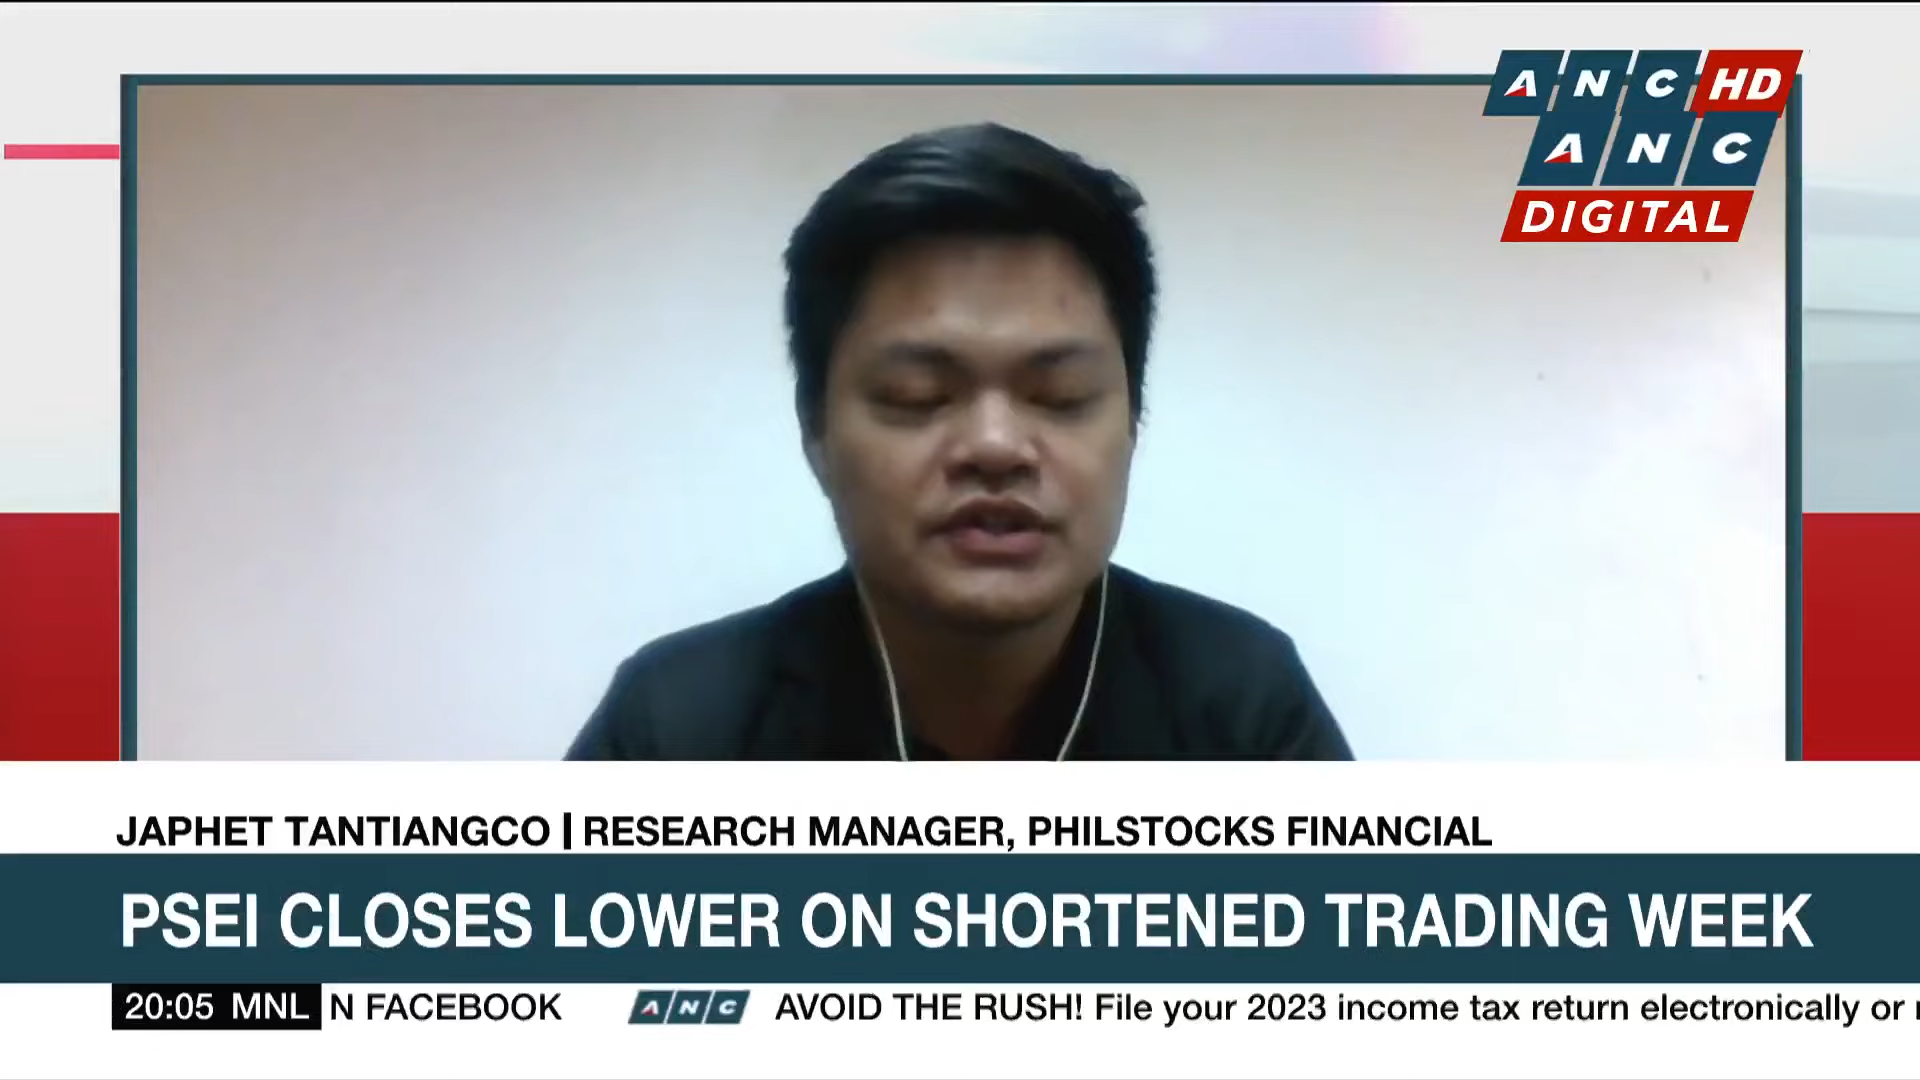 ANC HD
ANC
DIGITAL
JAPHET TANTIANGCO | RESEARCH MANAGER, PHILSTOCKS FINANCIAL
PSEI CLOSES LOWER ON SHORTENED TRADING WEEK
20:05 MNL N FACEBOOK ANC AVOID THE RUSH! File your 2023 income tax return electronically or